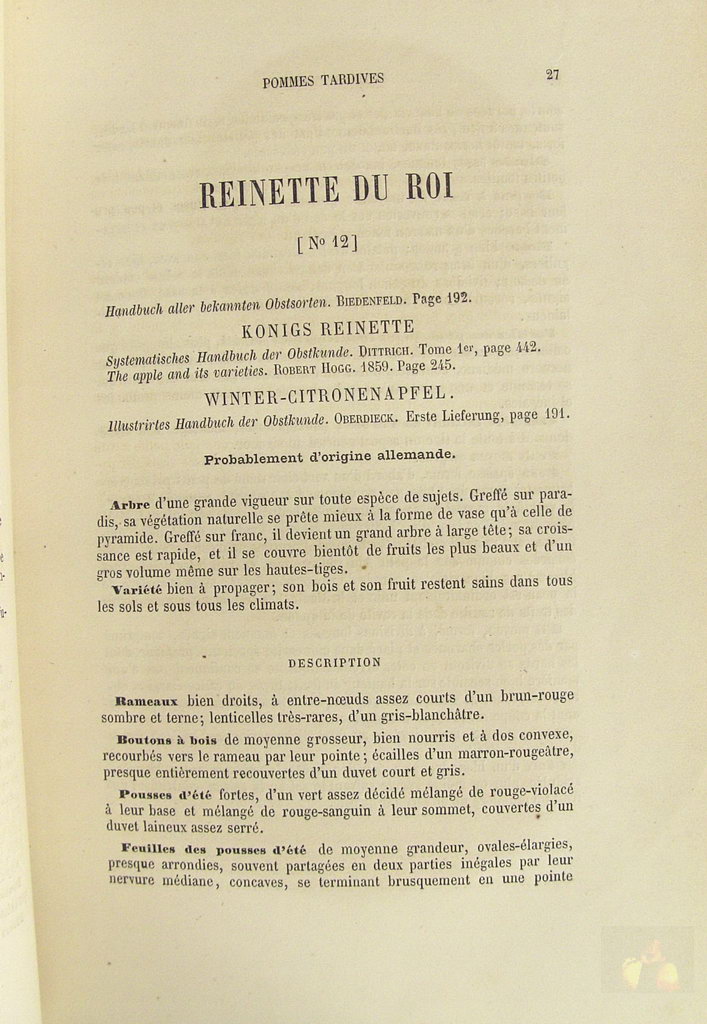 POMMES TARDIVES 27
REINETTE DU ROI
[ No 12 ]
Handbuch aller bekannten Obstsorten. BIEDENFELD. Page 192.
KONIGS REINETTE
Systematisches Handbuch der Obstkunde. DITTRICH. Tome 1er, page 442.
The apple and its varieties. ROBERT HOGG. 1859. Page 245.
WINTER-CITRONENAPFEL.
Illustrirtes Handbuch der Obstkunde. OBERDIECK. Erste Lieferung, page 191.
Probablement d'origine allemande.
Arbre d'une grande vigueur sur toute espèce de sujets. Greffé sur para-
dis, sa végétation naturelle se prête mieux à la forme de vase qu'à celle de
pyramide. Greffé sur franc, il devient un grand arbre à large tête; sa crois-
sance est rapide, et il se couvre bientôt de fruits les plus beaux et d'un
gros volume même sur les hautes-tiges.
Variété bien à propager; son bois et son fruit restent sains dans tous
les sols et sous tous les climats.
DESCRIPTION
Rameaux bien droits, à entre-nœuds assez courts d'un brun-rouge
sombre et terne; lenticelles très-rares, d'un gris-blanchâtre.
Boutons à bois de moyenne grosseur, bien nourris et à dos convexe,
recourbés vers le rameau par leur pointe; écailles d'un marron-rougeâtre,
presque entièrement recouvertes d'un duvet court et gris.
Pousses d'été fortes, d'un vert assez décidé mélangé de rouge-violacé
à leur base et mélangé de rouge-sanguin à leur sommet, couvertes d'un
duvet laineux assez serré.
Feuilles des pousses d'été de moyenne grandeur, ovales-élargies,
presque arrondies, souvent partagées en deux parties inégales par leur
nervure médiane, concaves, se terminant brusquement en une pointe